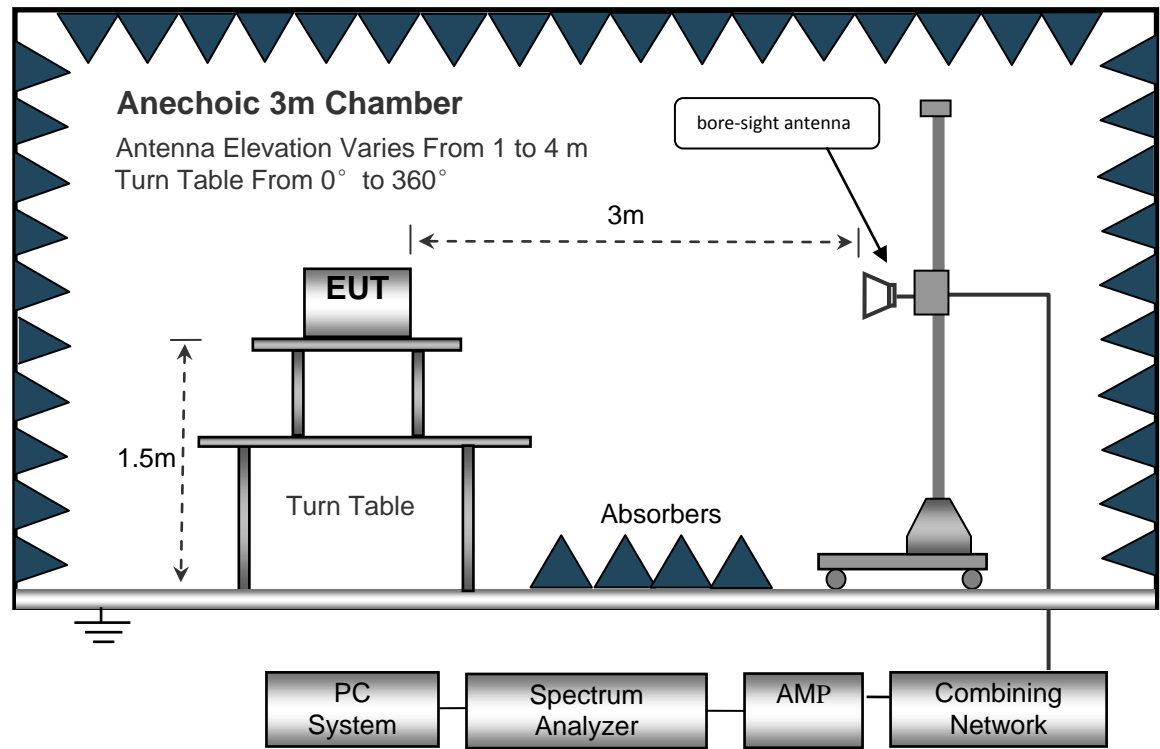 Anechoic 3m Chamber
Antenna Elevation Varies From 1 to 4 m
Turn Table From 0° to 360°
bore-sight antenna
3m
EUT
1.5m
Turn Table
Absorbers
PC
System
Spectrum
Analyzer
AMP
Combining
Network